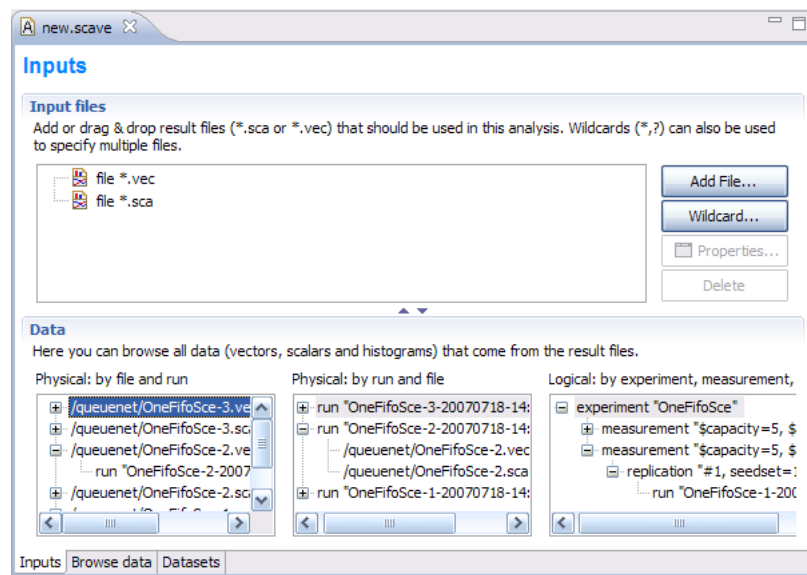 new.scave
Inputs
Input files
Add or drag & drop result files (*.sca or *.vec) that should be used in this analysis. Wildcards (*,?) can also be used
to specify multiple files.
file *.vec
file *.sca
Add File...
Wildcard...
Properties...
Delete
Data
Here you can browse all data (vectors, scalars and histograms) that come from the result files.
Physical: by file and run
/queuenet/OneFifoSce-3.ve
/queuenet/OneFifoSce-3.sc
/queuenet/OneFifoSce-2.ve
run "OneFifoSce-2-2007
/queuenet/OneFifoSce-2.sc
Physical: by run and file
run "OneFifoSce-3-20070718-14:
run "OneFifoSce-2-20070718-14:
/queuenet/OneFifoSce-2.vec
/queuenet/OneFifoSce-2.sca
run "OneFifoSce-1-20070718-14:
Logical: by experiment, measurement,
experiment "OneFifoSce"
measurement "$capacity=5, $
measurement "$capacity=5, $
replication "#1, seedset=1
run "OneFifoSce-1-200
Inputs
Browse data
Datasets